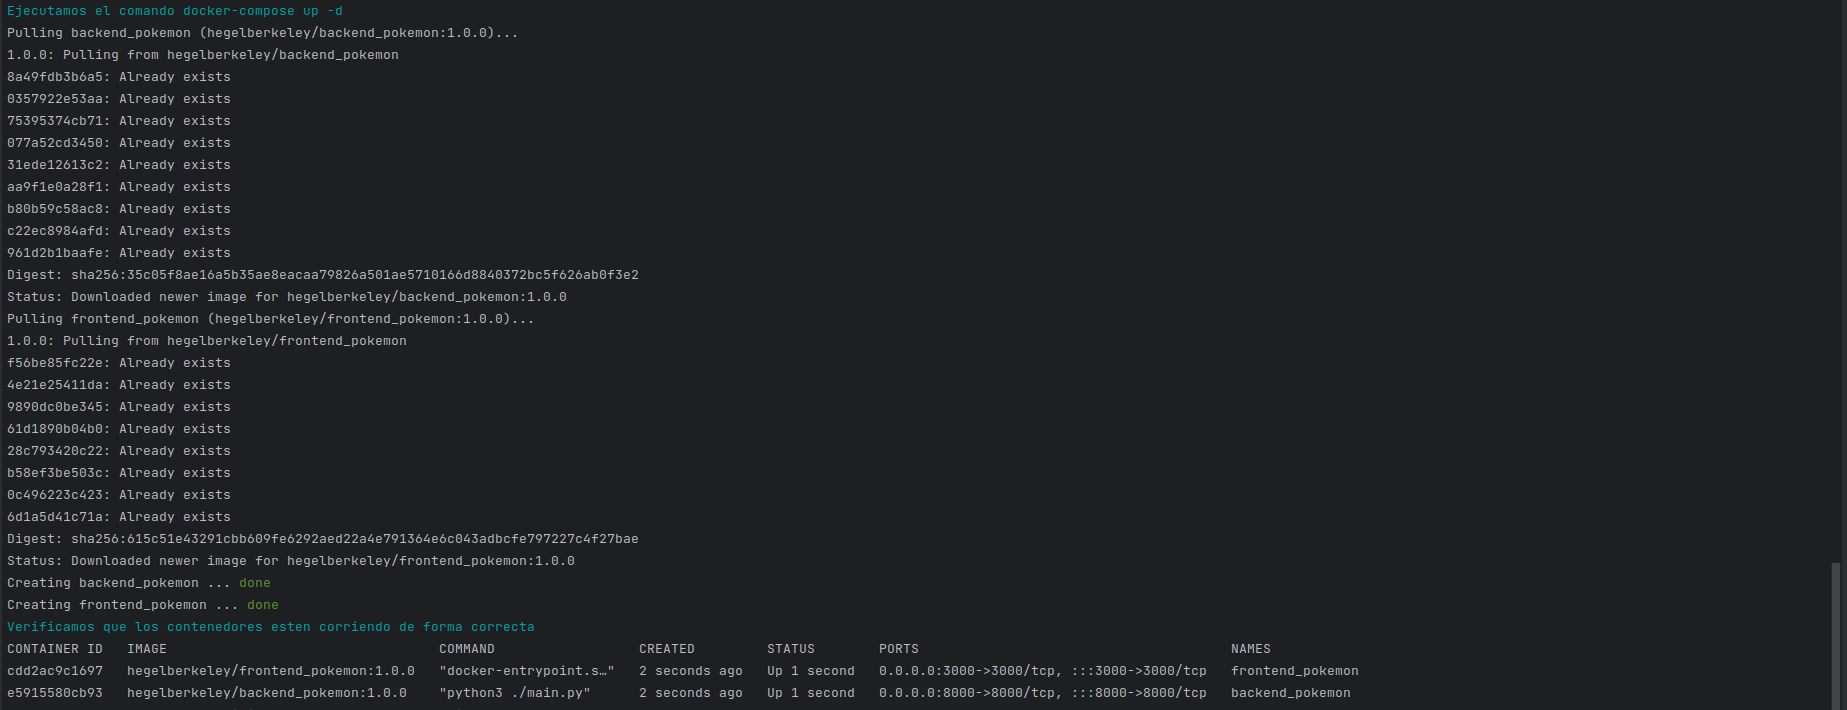 Ejecutamos el comando docker-compose up -d
Pulling backend_pokemon (hegelberkeley/backend_pokemon:1.0.0)...
1.0.0: Pulling from hegelberkeley/backend_pokemon
8a49fdb3b6a5: Already exists
0357922e53aa: Already exists
75395374cb71: Already exists
077a52cd3450: Already exists
31ede12613c2: Already exists
aa9f1e0a28f1: Already exists
b80b59c58ac8: Already exists
c22ec8984afd: Already exists
961d2b1baafe: Already exists
Digest: sha256:35c05f8ae16a5b35ae8eacaa79826a501ae5710166d8840372bc5f626ab0f3e2
Status: Downloaded newer image for hegelberkeley/backend_pokemon:1.0.0
Pulling frontend_pokemon (hegelberkeley/frontend_pokemon:1.0.0)...
1.0.0: Pulling from hegelberkeley/frontend_pokemon
f56be85fc22e: Already exists
4e21e25411da: Already exists
9890dc0be345: Already exists
61d1890b04b0: Already exists
28c793420c22: Already exists
b58ef3be503c: Already exists
0c496223c423: Already exists
6d1a5d41c71a: Already exists
Digest: sha256:615c51e43291cbb609fe6292aed22a4e791364e6c043adbcfe797227c4f27bae
Status: Downloaded newer image for hegelberkeley/frontend_pokemon:1.0.0
Creating backend_pokemon ... done
Creating frontend_pokemon ... done
Verificamos que los contenedores esten corriendo de forma correcta
CONTAINER ID   IMAGE                                  COMMAND                  CREATED         STATUS        PORTS                                       NAMES
cdd2ac9c1697   hegelberkeley/frontend_pokemon:1.0.0   "docker-entrypoint.s…"   2 seconds ago   Up 1 second   0.0.0.0:3000->3000/tcp, :::3000->3000/tcp   frontend_pokemon
e5915580cb93   hegelberkeley/backend_pokemon:1.0.0    "python3 ./main.py"      2 seconds ago   Up 1 second   0.0.0.0:8000->8000/tcp, :::8000->8000/tcp   backend_pokemon